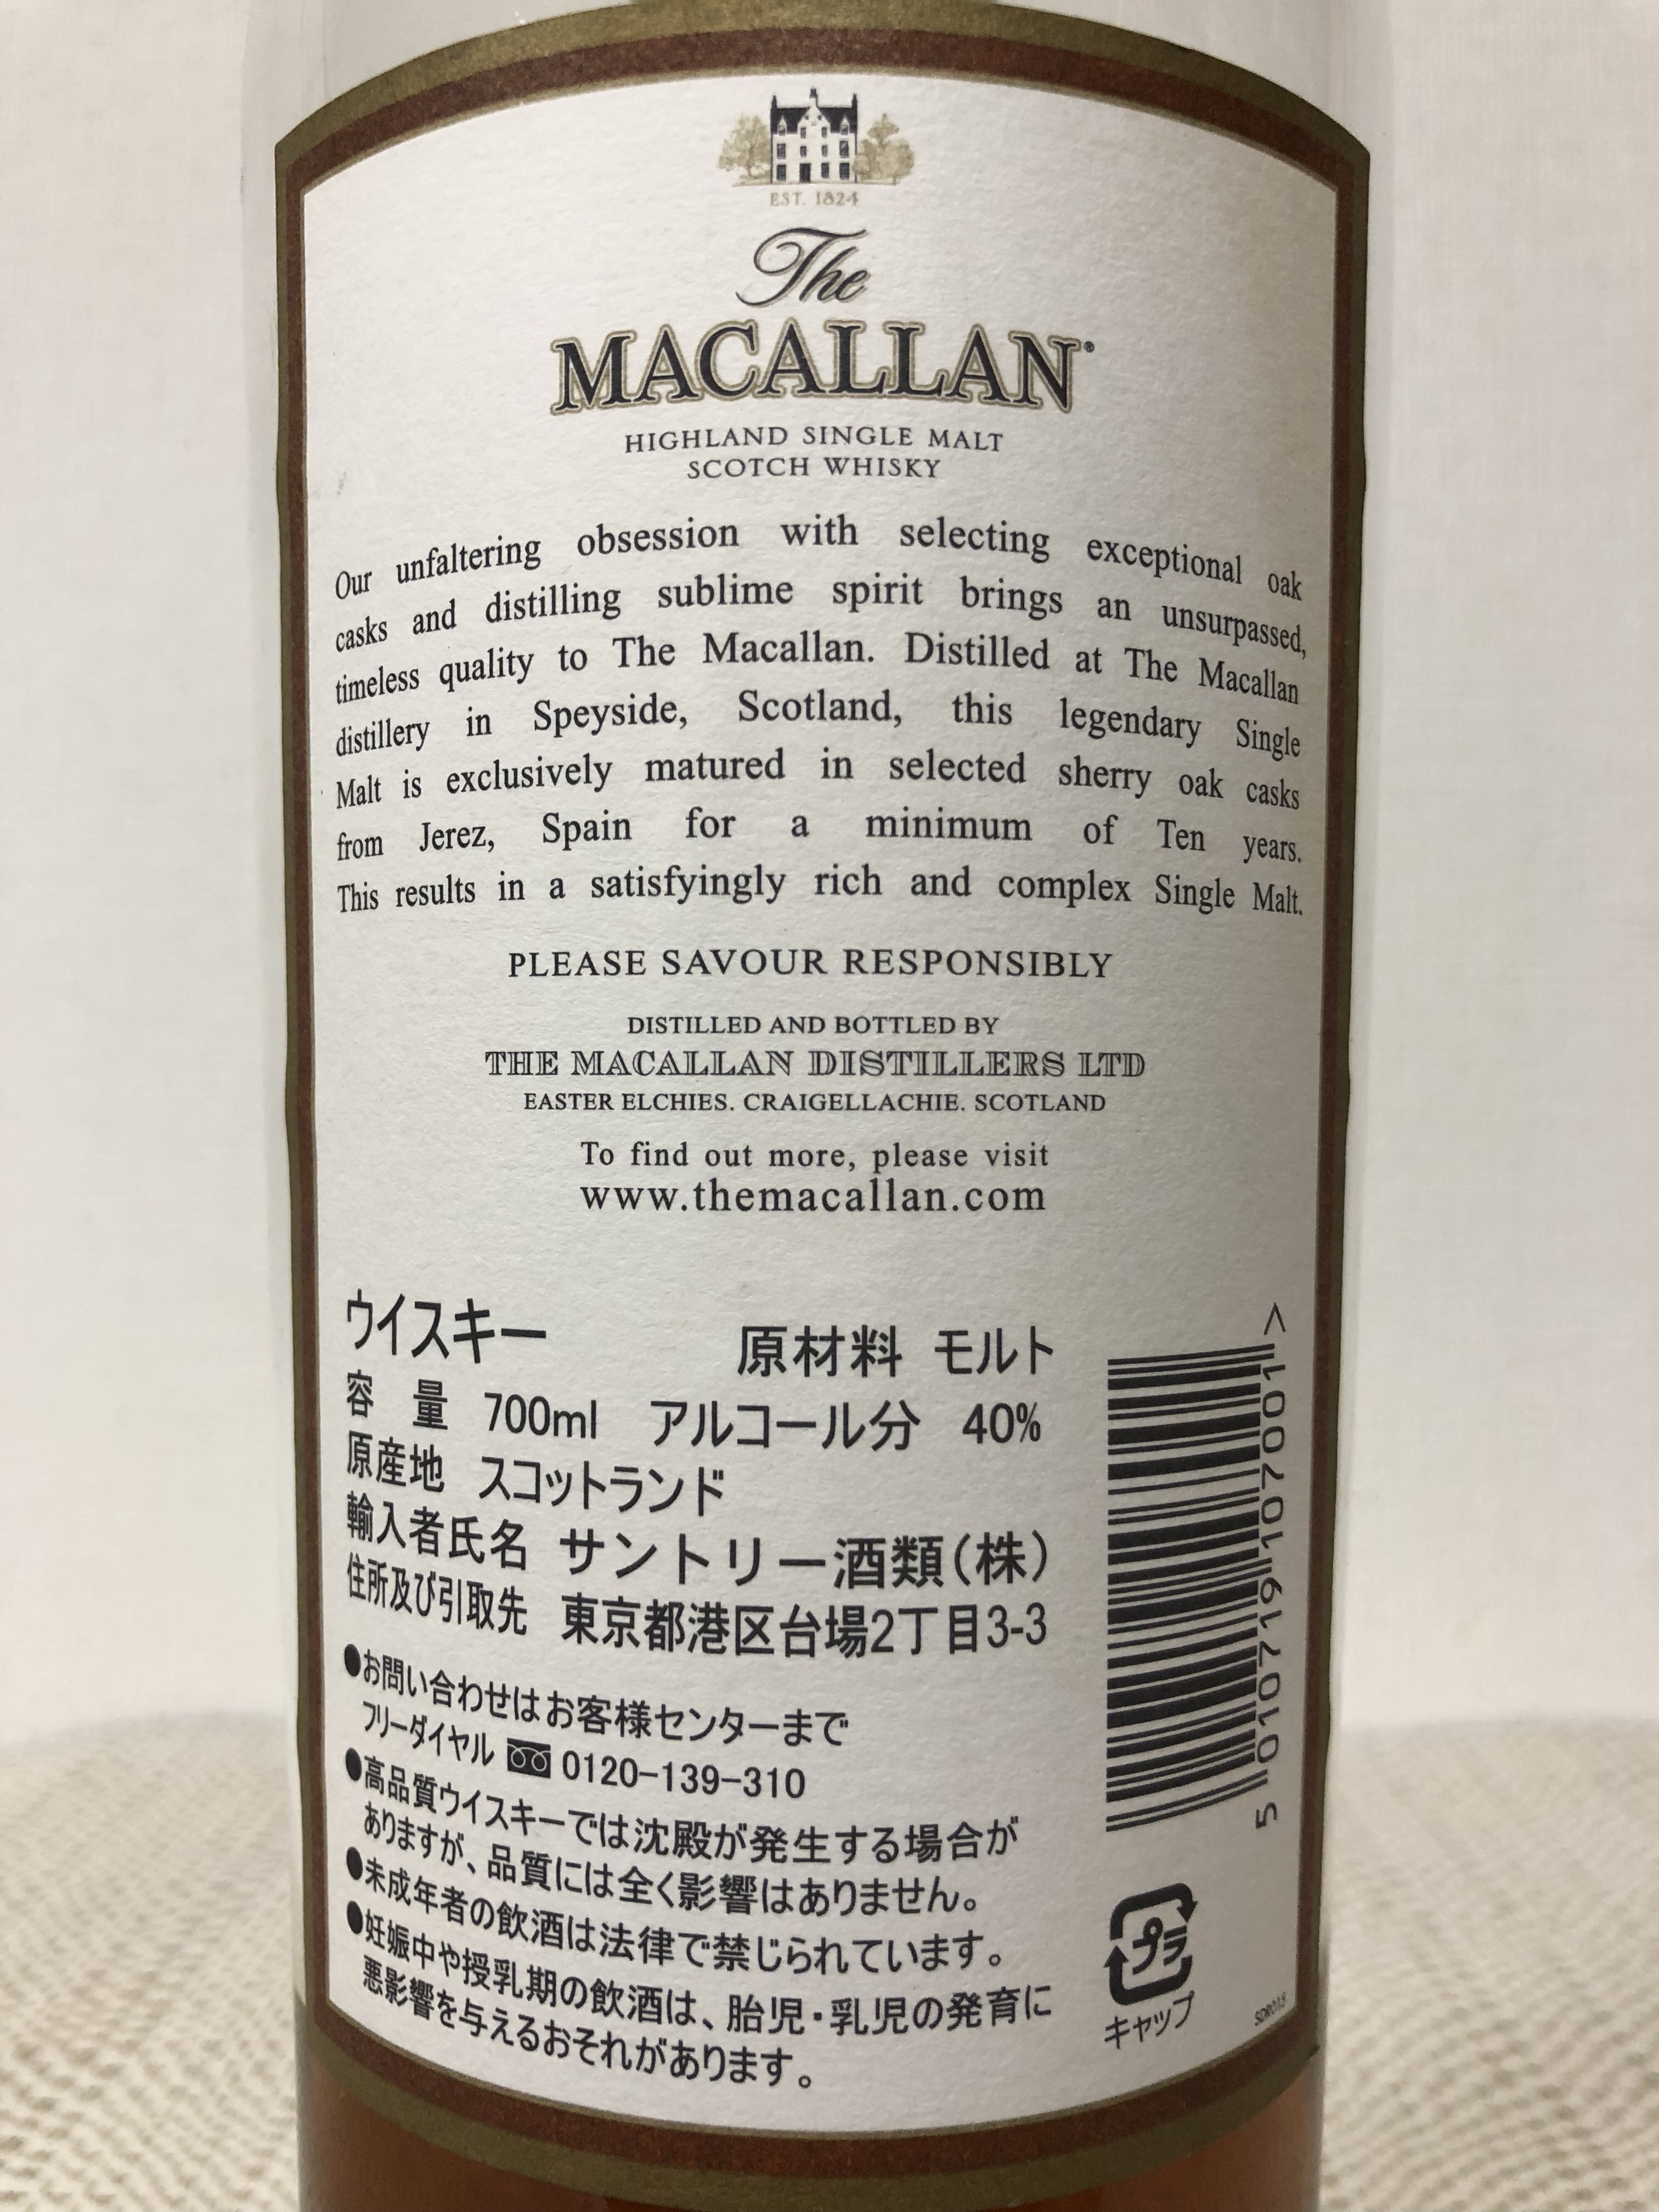 EST. 1824
The
MACALLAN®
HIGHLAND SINGLE MALT
SCOTCH WHISKY
Our unfaltering obsession with selecting exceptional oak
casks and distilling sublime spirit brings an unsurpassed,
timeless quality to The Macallan. Distilled at The Macallan
distillery in Speyside, Scotland, this legendary Single
Malt is exclusively matured in selected sherry oak casks
from Jerez, Spain for a minimum of Ten years.
This results in a satisfyingly rich and complex Single Malt.
PLEASE SAVOUR RESPONSIBLY
DISTILLED AND BOTTLED BY
THE MACALLAN DISTILLERS LTD
EASTER ELCHIES. CRAIGELLACHIE. SCOTLAND
To find out more, please visit
www.themacallan.com
ウイスキー 原材料 モルト
容 量 700ml アルコール分 40%
原産地 スコットランド
輸入者氏名 サントリー酒類(株)
住所及び引取先 東京都港区台場2丁目3-3
●お問い合わせはお客様センターまで
フリーダイヤル 0120-139-310
●高品質ウイスキーでは沈殿が発生する場合が
ありますが、品質には全く影響はありません。
●未成年者の飲酒は法律で禁じられています。
●妊娠中や授乳期の飲酒は、胎児・乳児の発育に
悪影響を与えるおそれがあります。
5 010719 107001 >
プラ
キャップ
SDR013